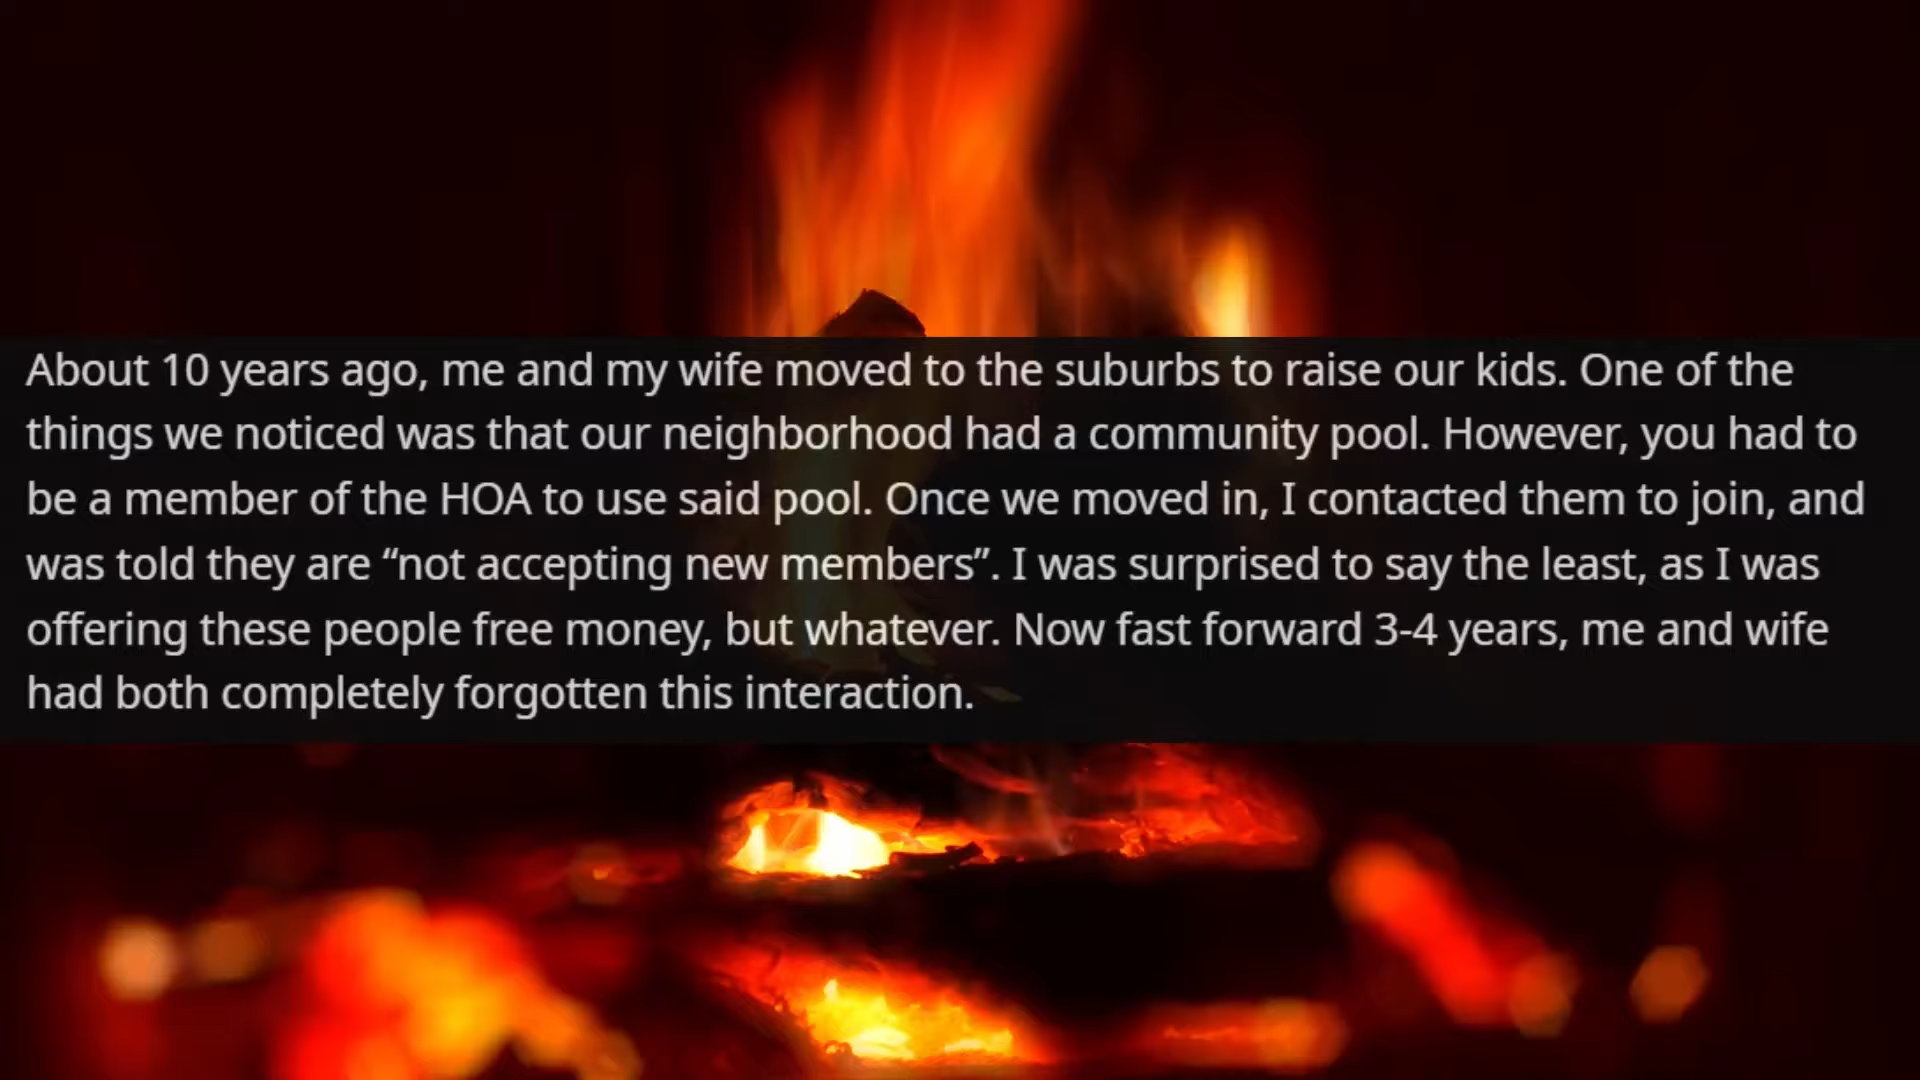 About 10 years ago, me and my wife moved to the suburbs to raise our kids. One of the
things we noticed was that our neighborhood had a community pool. However, you had to
be a member of the HOA to use said pool. Once we moved in, I contacted them to join, and
was told they are “not accepting new members”. I was surprised to say the least, as I was
offering these people free money, but whatever. Now fast forward 3-4 years, me and wife
had both completely forgotten this interaction.